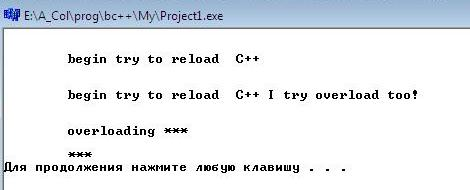 E:\A_Col\prog\bc++\My\Project1.exe
begin try to reload  C++
begin try to reload  C++ I try overload too!
overloading ***
***
Для продолжения нажмите любую клавишу . . .